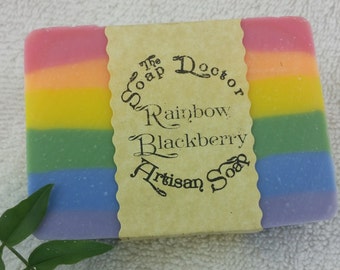 The
Soap Doctor
Rainbow
Blackberry
Artisan Soap